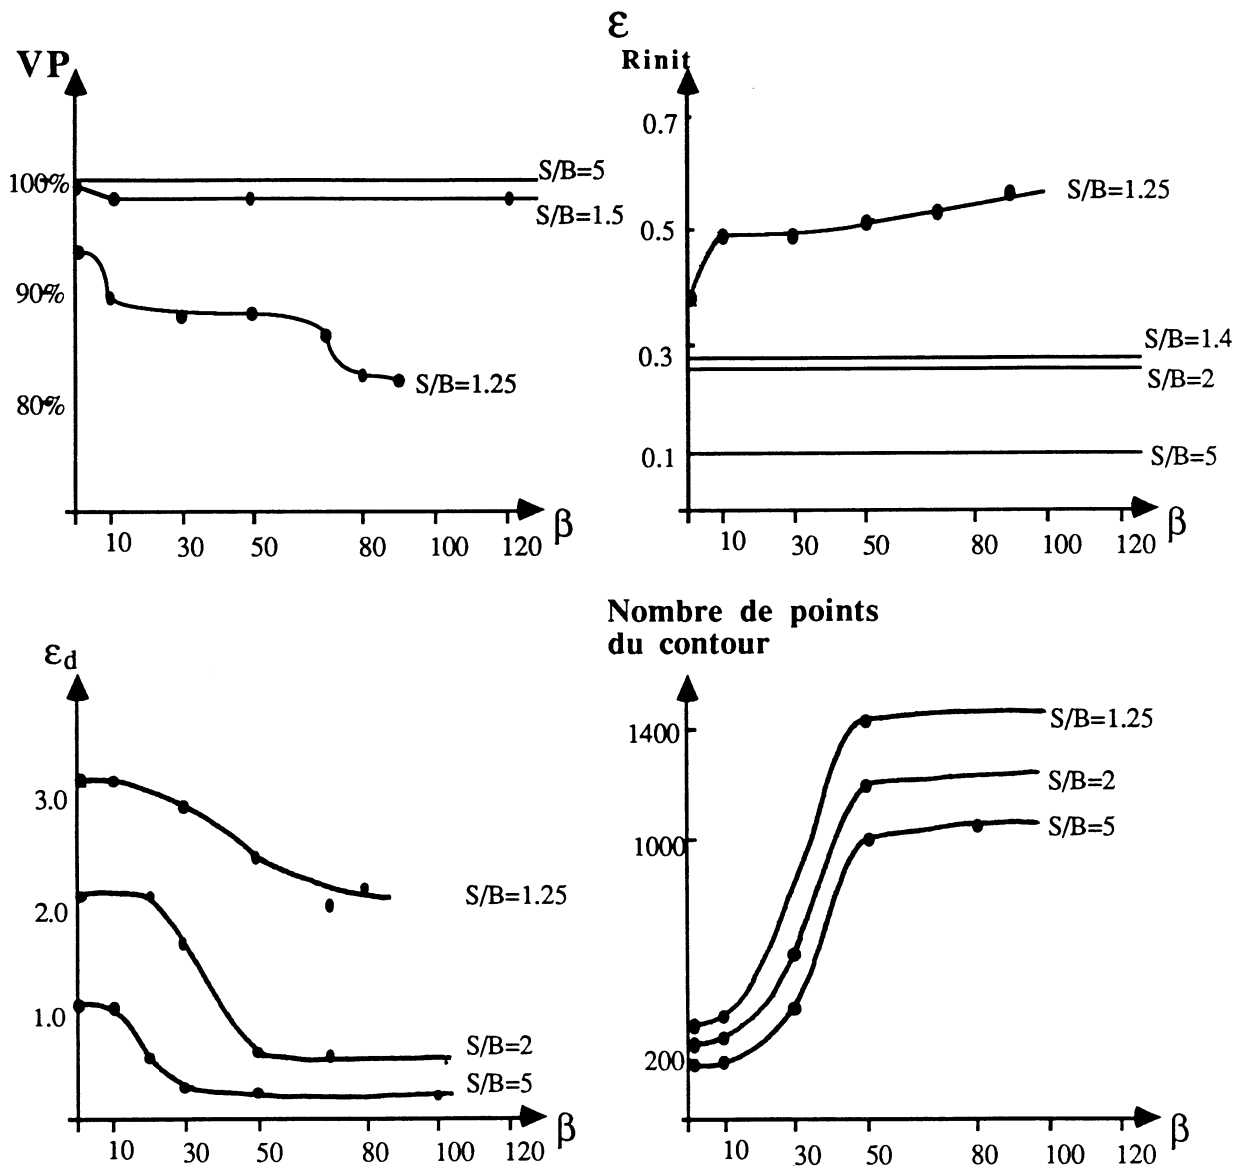 VP
100%
90%
80%
S/B=5
S/B=1.5
S/B=1.25
10 30 50 80 100 120 β
ε
Rinit
0.7
0.5
0.3
0.1
S/B=1.25
S/B=1.4
S/B=2
S/B=5
10 30 50 80 100 120 β
εd
3.0
2.0
1.0
S/B=1.25
S/B=2
S/B=5
10 30 50 80 100 120 β
Nombre de points
du contour
1400
1000
200
S/B=1.25
S/B=2
S/B=5
10 30 50 80 100 120 β